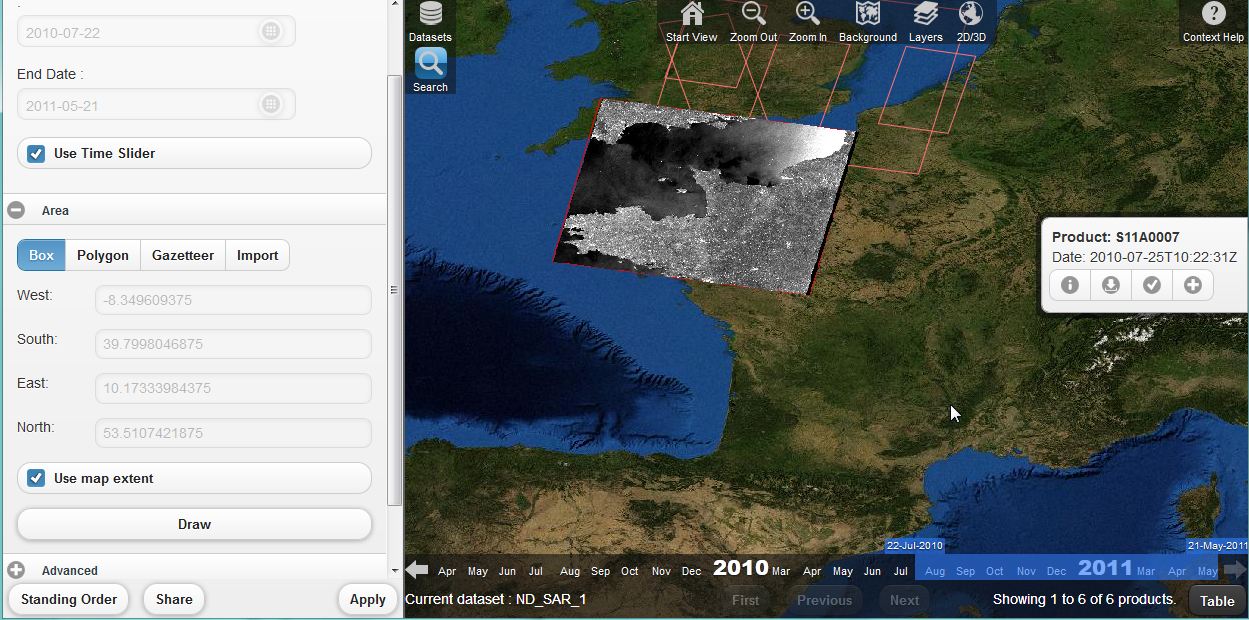 2010-07-22
End Date :
2011-05-21
Use Time Slider
Area
Box Polygon Gazetteer Import
West: -8.349609375
South: 39.7998046875
East: 10.17333984375
North: 53.5107421875
Use map extent
Draw
Advanced
Standing Order Share Apply
Datasets
Search
Start View Zoom Out Zoom In Background Layers 2D/3D
? Context Help
Product: S11A0007
Date: 2010-07-25T10:22:31Z
22-Jul-2010 21-May-2011
Apr May Jun Jul Aug Sep Oct Nov Dec 2010 Mar Apr May Jun Jul Aug Sep Oct Nov Dec 2011 Mar Apr May
Current dataset : ND_SAR_1 First Previous Next Showing 1 to 6 of 6 products. Table